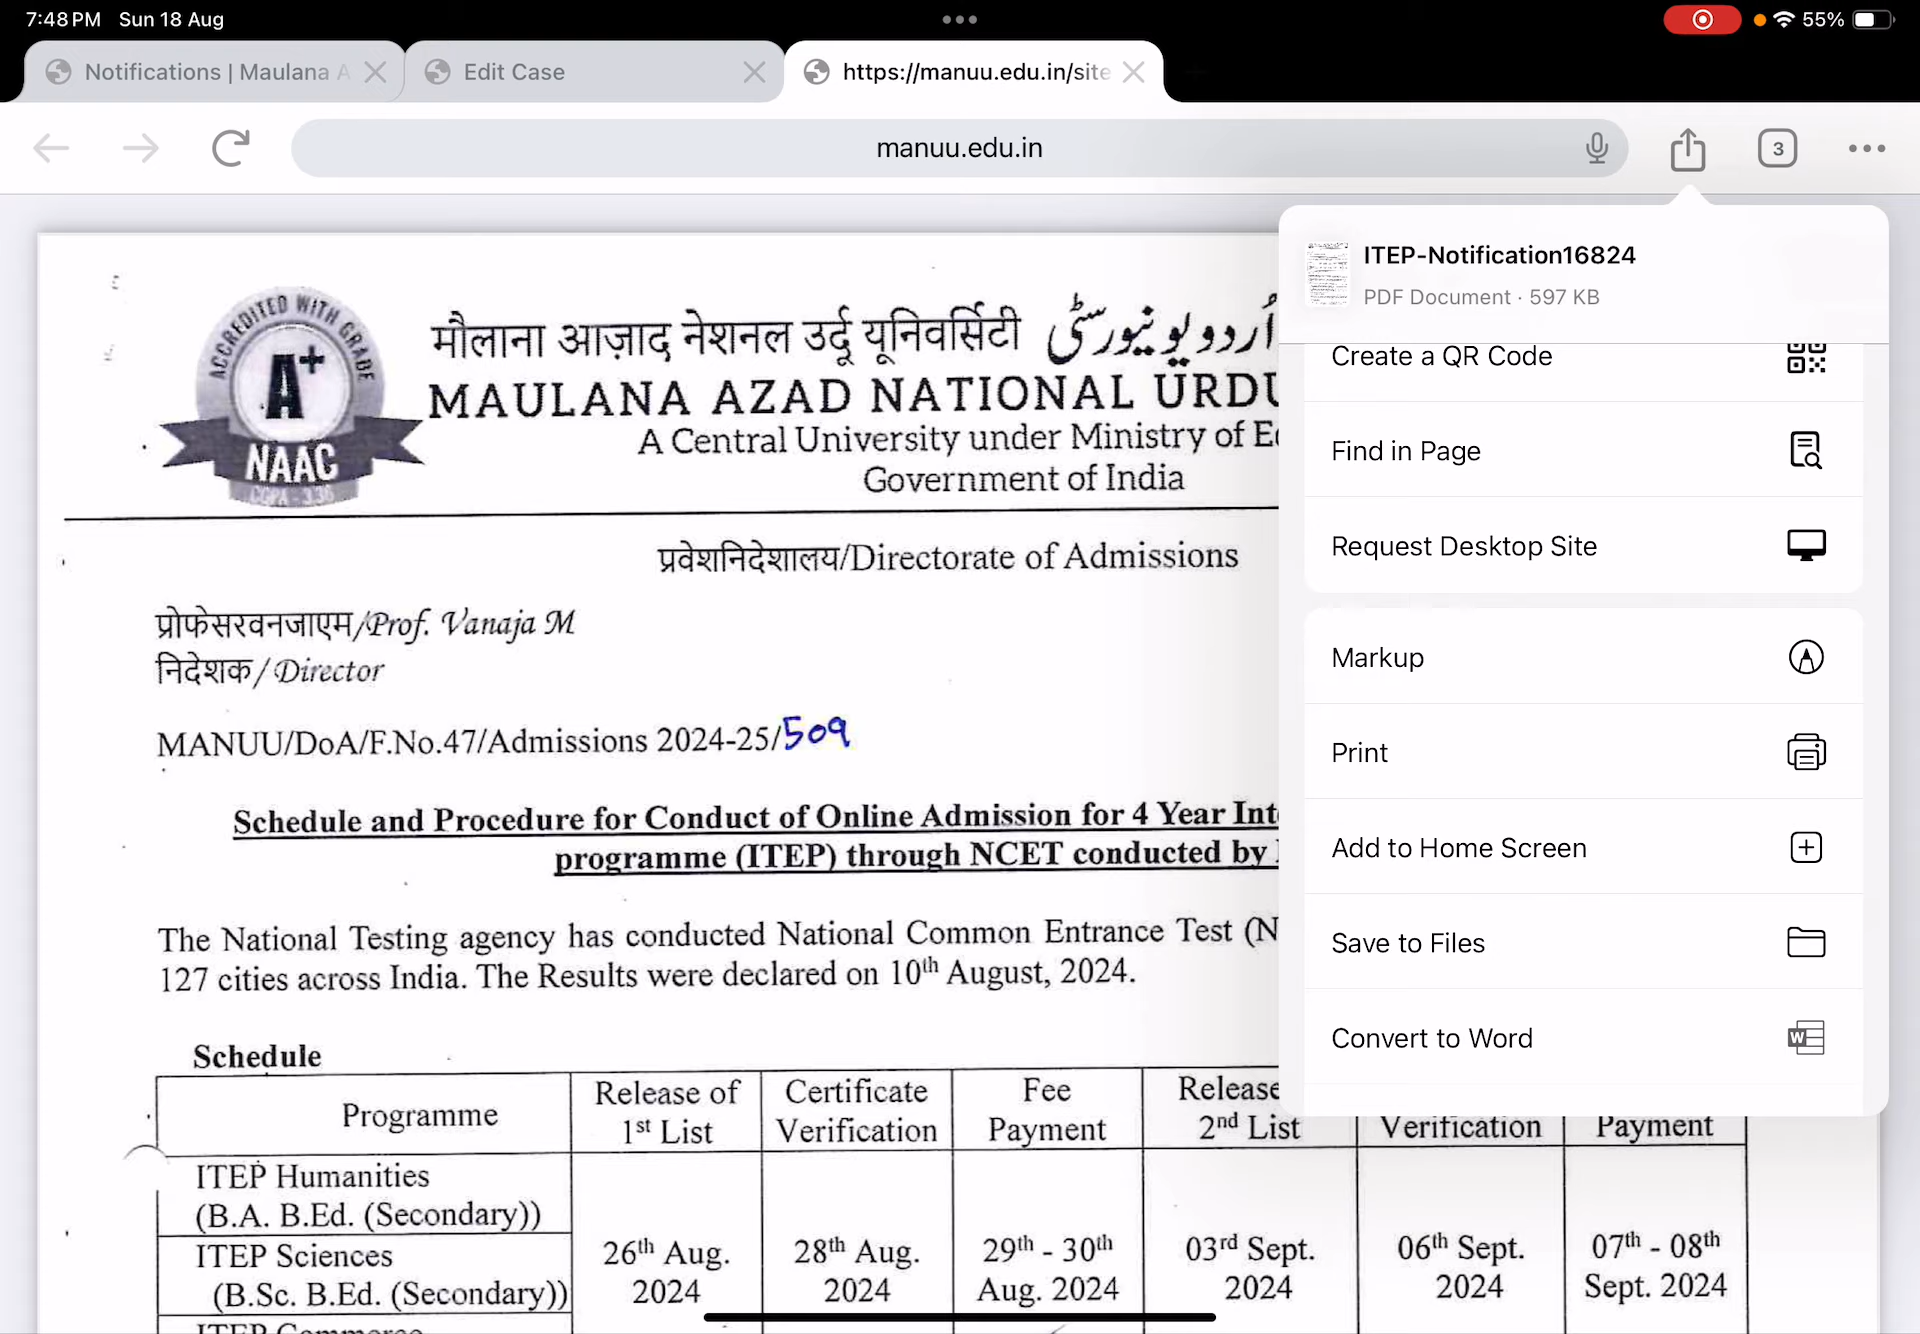 7:48 PM Sun 18 Aug
55%
Notifications | Maulana A
Edit Case
https://manuu.edu.in/site
manuu.edu.in
3
ITEP-Notification16824
PDF Document · 597 KB
Create a QR Code
Find in Page
Request Desktop Site
Markup
Print
Add to Home Screen
Save to Files
Convert to Word
ACCREDITED WITH GRADE
A+
NAAC
CGPA - 3.36
मौलाना आज़ाद नेशनल उर्दू यूनिवर्सिटी اُردو یونیورسٹی
MAULANA AZAD NATIONAL URDU
A Central University under Ministry of
Government of India
प्रवेशनिदेशालय/Directorate of Admissions
प्रोफेसरवनजाएम/Prof. Vanaja M
निदेशक/Director
MANUU/DoA/F.No.47/Admissions 2024-25/509
Schedule and Procedure for Conduct of Online Admission for 4 Year
programme (ITEP) through NCET conducted by
The National Testing agency has conducted National Common Entrance Test (N
127 cities across India. The Results were declared on 10th August, 2024.
Schedule
Programme
Release of 1st List
Certificate Verification
Fee Payment
Release 2nd List
Verification
Payment
ITEP Humanities
(B.A. B.Ed. (Secondary))
ITEP Sciences
(B.Sc. B.Ed. (Secondary))
26th Aug. 2024
28th Aug. 2024
29th - 30th Aug. 2024
03rd Sept. 2024
06th Sept. 2024
07th - 08th Sept. 2024
ITEP Commerce